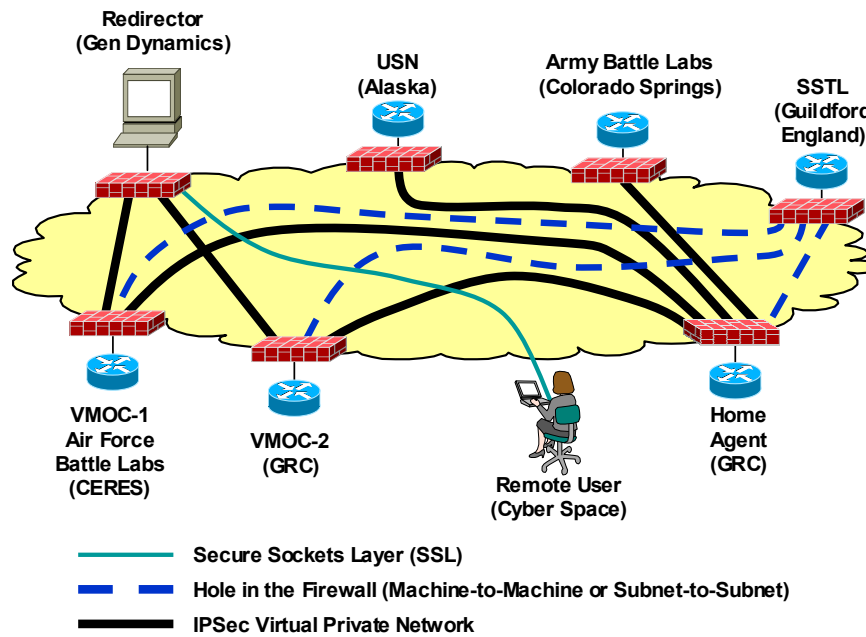 Redirector
(Gen Dynamics)
USN
(Alaska)
Army Battle Labs
(Colorado Springs)
SSTL
(Guildford
England)
VMOC-1
Air Force
Battle Labs
(CERES)
VMOC-2
(GRC)
Remote User
(Cyber Space)
Home
Agent
(GRC)
Secure Sockets Layer (SSL)
Hole in the Firewall (Machine-to-Machine or Subnet-to-Subnet)
IPSec Virtual Private Network